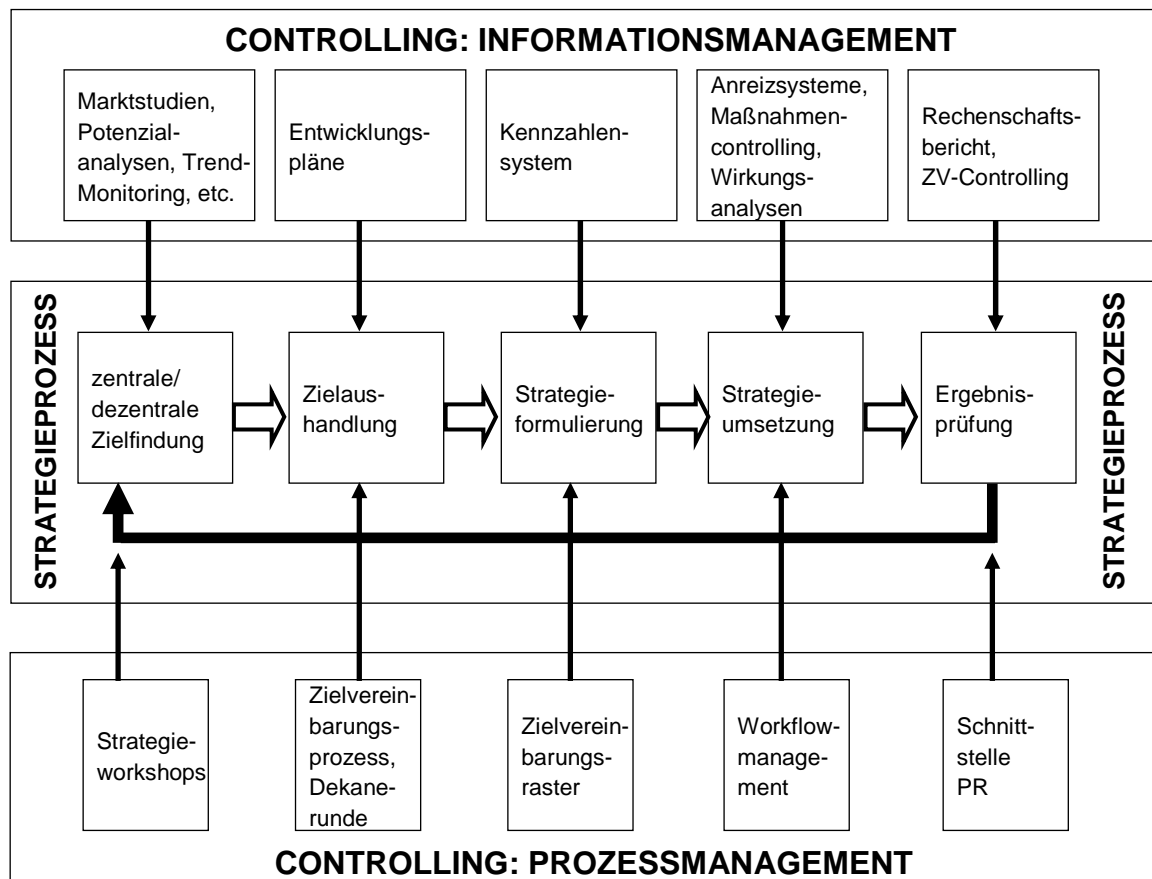 CONTROLLING: INFORMATIONSMANAGEMENT
Marktstudien,
Potenzial-
analysen, Trend-
Monitoring, etc.
Entwicklungs-
pläne
Kennzahlen-
system
Anreizsysteme,
Maßnahmen-
controlling,
Wirkungs-
analysen
Rechenschafts-
bericht,
ZV-Controlling
STRATEGIEPROZESS
zentrale/
dezentrale
Zielfindung
Zielaus-
handlung
Strategie-
formulierung
Strategie-
umsetzung
Ergebnis-
prüfung
STRATEGIEPROZESS
Strategie-
workshops
Zielverein-
barungs-
prozess,
Dekane-
runde
Zielverein-
barungs-
raster
Workflow-
manage-
ment
Schnitt-
stelle
PR
CONTROLLING: PROZESSMANAGEMENT